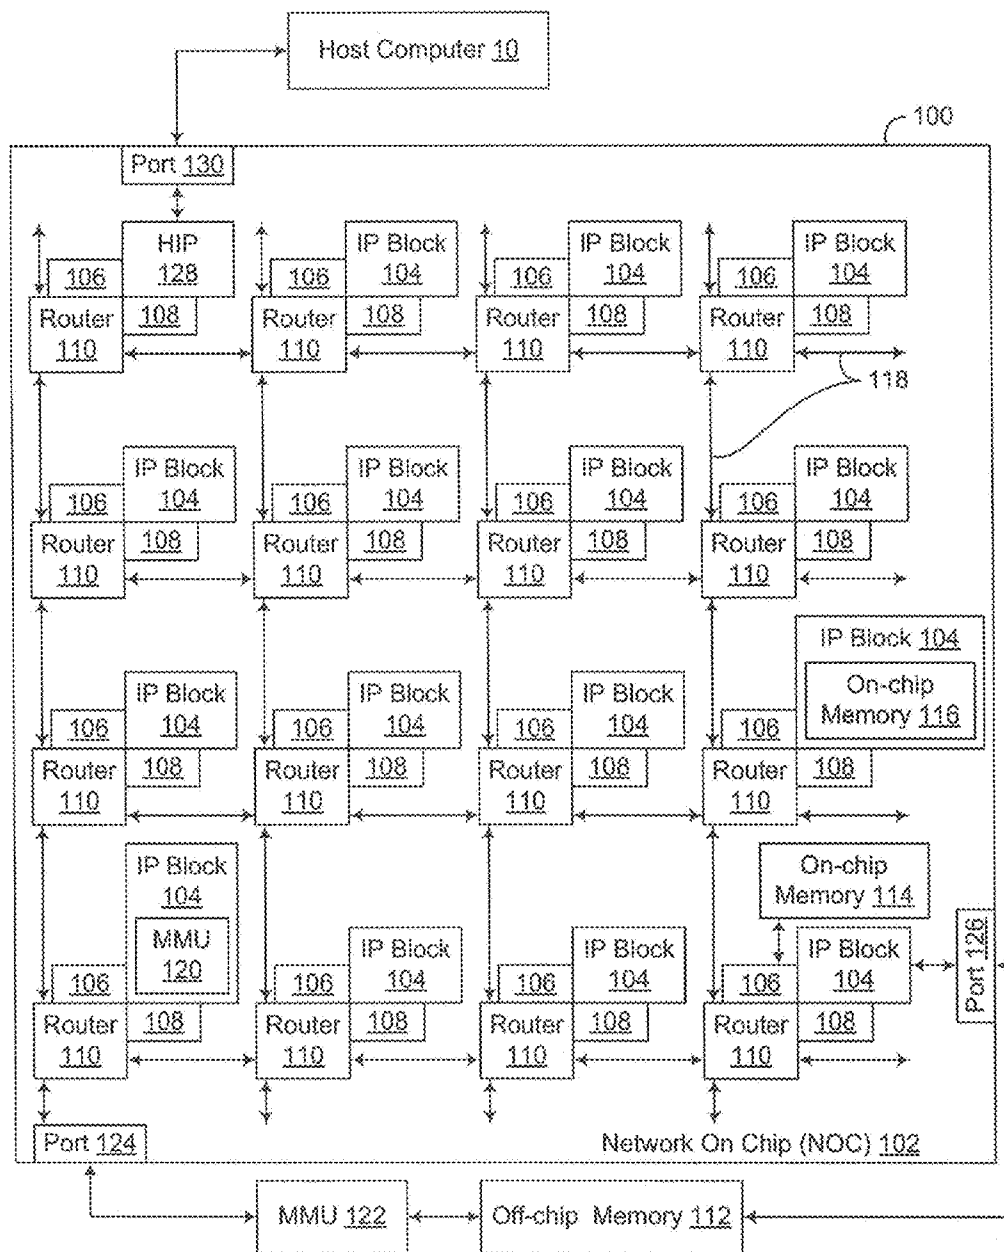 Host Computer 10
100
Port 130
HIP
128
106
108
Router
110
IP Block
104
106
108
Router
110
IP Block
104
106
108
Router
110
IP Block
104
106
108
Router
110
118
IP Block
104
106
108
Router
110
IP Block
104
106
108
Router
110
IP Block
104
106
108
Router
110
IP Block
104
106
108
Router
110
IP Block
104
106
108
Router
110
IP Block
104
106
108
Router
110
IP Block
104
106
108
Router
110
IP Block 104
On-chip
Memory 116
106
108
Router
110
IP Block
104
MMU
120
106
108
Router
110
IP Block
104
106
108
Router
110
IP Block
104
106
108
Router
110
On-chip
Memory 114
IP Block
104
106
108
Router
110
Port 126
Port 124
Network On Chip (NOC) 102
MMU 122
Off-chip Memory 112